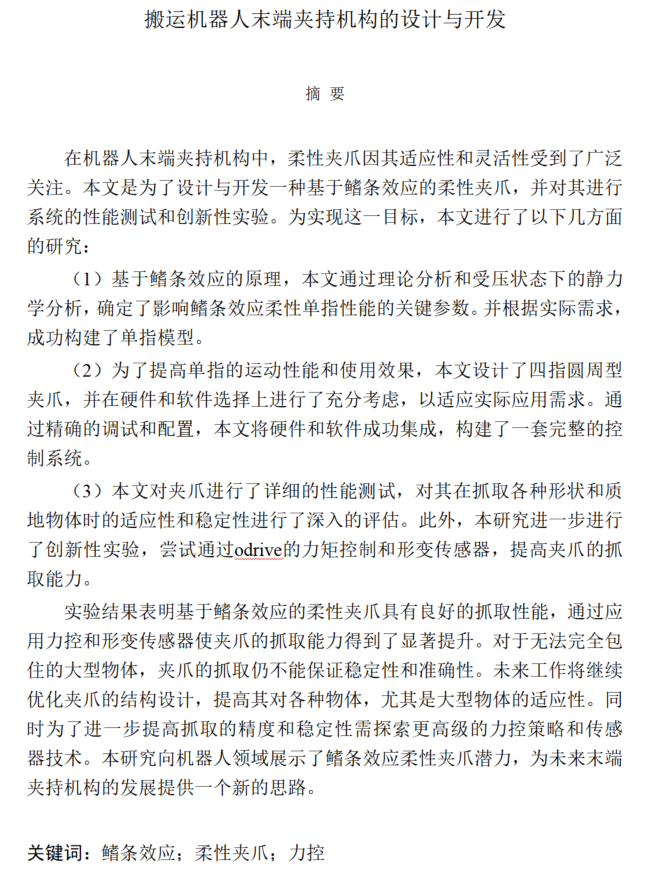 搬运机器人末端夹持机构的设计与开发
摘 要
在机器人末端夹持机构中，柔性夹爪因其适应性和灵活性受到了广泛
关注。本文是为了设计与开发一种基于鳍条效应的柔性夹爪，并对其进行
系统的性能测试和创新性实验。为实现这一目标，本文进行了以下几方面
的研究：
（1）基于鳍条效应的原理，本文通过理论分析和受压状态下的静力
学分析，确定了影响鳍条效应柔性单指性能的关键参数。并根据实际需求，
成功构建了单指模型。
（2）为了提高单指的运动性能和使用效果，本文设计了四指圆周型
夹爪，并在硬件和软件选择上进行了充分考虑，以适应实际应用需求。通
过精确的调试和配置，本文将硬件和软件成功集成，构建了一套完整的控
制系统。
（3）本文对夹爪进行了详细的性能测试，对其在抓取各种形状和质
地物体时的适应性和稳定性进行了深入的评估。此外，本研究进一步进行
了创新性实验，尝试通过odrive的力矩控制和形变传感器，提高夹爪的抓
取能力。
实验结果表明基于鳍条效应的柔性夹爪具有良好的抓取性能，通过应
用力控和形变传感器使夹爪的抓取能力得到了显著提升。对于无法完全包
住的大型物体，夹爪的抓取仍不能保证稳定性和准确性。未来工作将继续
优化夹爪的结构设计，提高其对各种物体，尤其是大型物体的适应性。同
时为了进一步提高抓取的精度和稳定性需探索更高级的力控策略和传感
器技术。本研究向机器人领域展示了鳍条效应柔性夹爪潜力，为未来末端
夹持机构的发展提供一个新的思路。
关键词：鳍条效应；柔性夹爪；力控